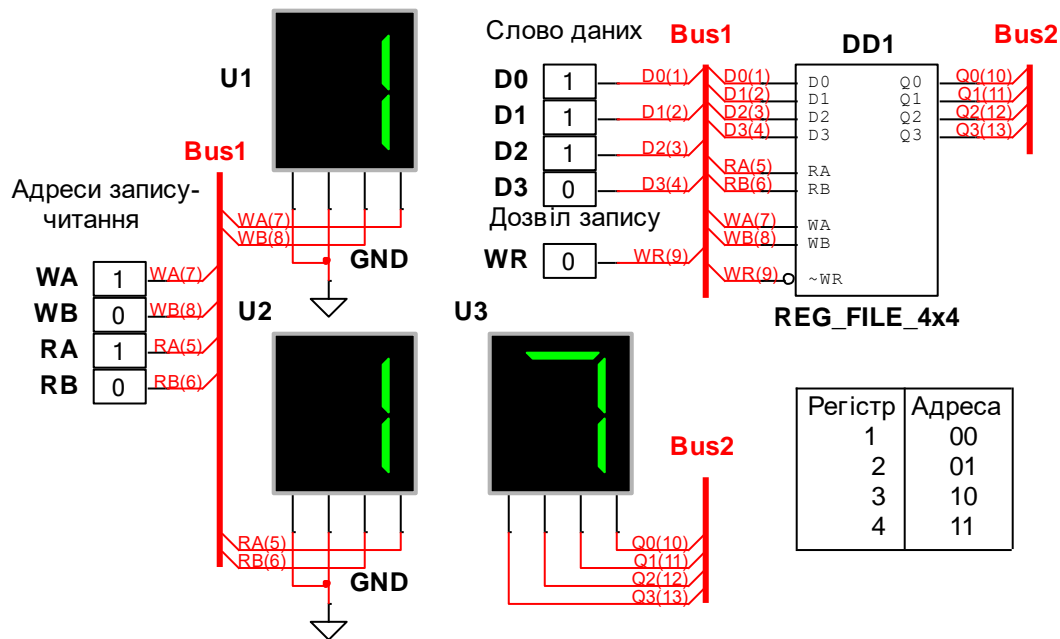 U1
Bus1
WA(7)
WB(8)
GND
Адреси запису-
читання
WA 1 WA(7)
WB 0 WB(8)
RA 1 RA(5)
RB 0 RB(6)
U2
RA(5)
RB(6)
GND
Слово даних
Bus1
D0 1 D0(1)
D1 1 D1(2)
D2 1 D2(3)
D3 0 D3(4)
Дозвіл запису
WR 0 WR(9)
DD1
Bus2
D0(1) D0 Q0 Q0(10)
D1(2) D1 Q1 Q1(11)
D2(3) D2 Q2 Q2(12)
D3(4) D3 Q3 Q3(13)
RA(5) RA
RB(6) RB
WA(7) WA
WB(8) WB
WR(9) ~WR
REG_FILE_4x4
U3
Bus2
Q0(10)
Q1(11)
Q2(12)
Q3(13)
Регістр Адреса
1 00
2 01
3 10
4 11
1
1
7